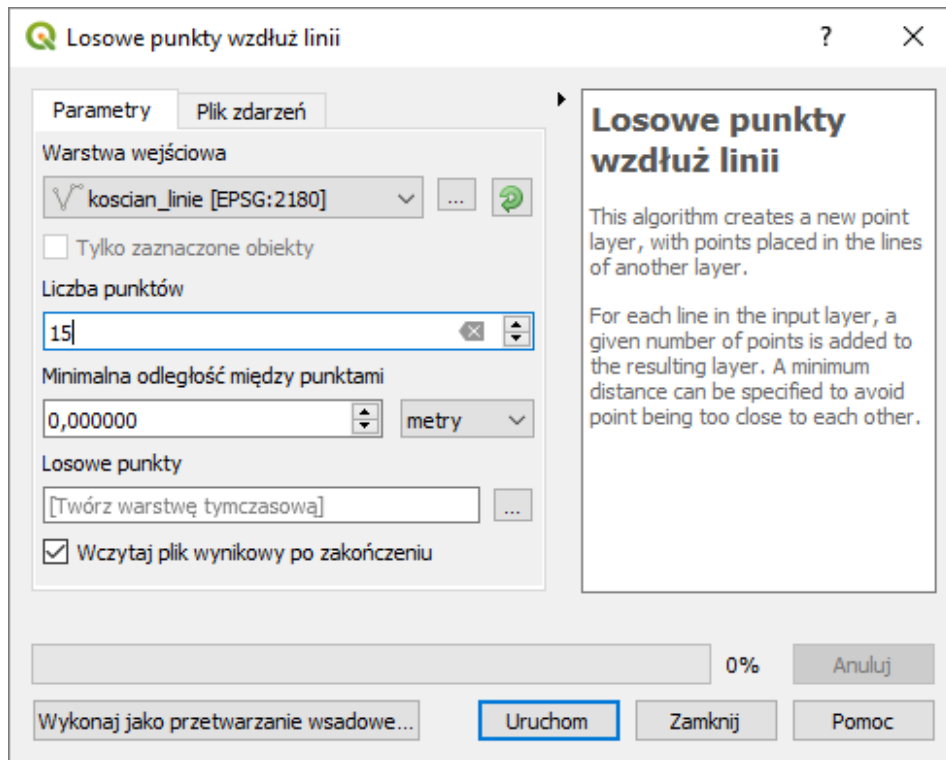 Losowe punkty wzdłuż linii
?
Parametry
Plik zdarzeń
Warstwa wejściowa
koscian_linie [EPSG:2180]
...
Tylko zaznaczone obiekty
Liczba punktów
15
Minimalna odległość między punktami
0,000000
metry
Losowe punkty
[Twórz warstwę tymczasową]
...
Wczytaj plik wynikowy po zakończeniu
Losowe punkty
wzdłuż linii
This algorithm creates a new point
layer, with points placed in the lines
of another layer.
For each line in the input layer, a
given number of points is added to
the resulting layer. A minimum
distance can be specified to avoid
point being too close to each other.
0%
Anuluj
Wykonaj jako przetwarzanie wsadowe...
Uruchom
Zamknij
Pomoc